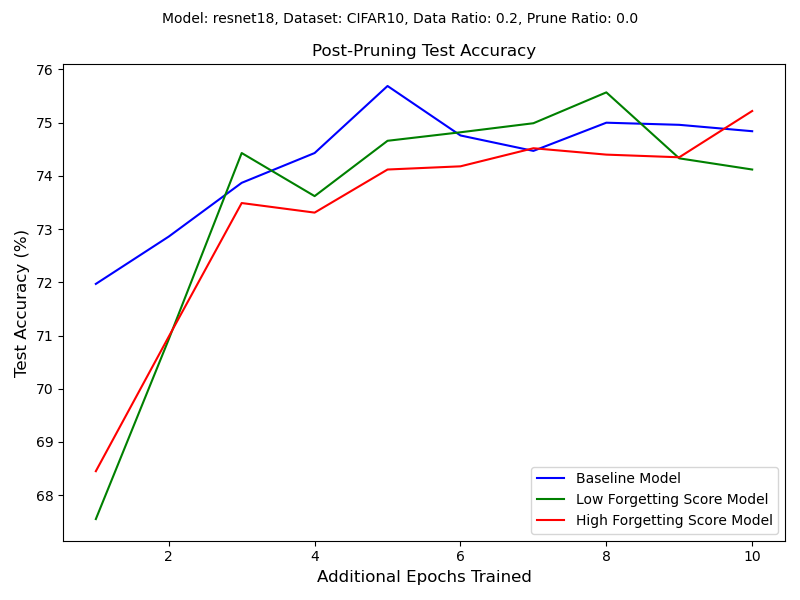 Model: resnet18, Dataset: CIFAR10, Data Ratio: 0.2, Prune Ratio: 0.0
Post-Pruning Test Accuracy
76
75
74
73
72
71
70
69
68
Test Accuracy (%)
Baseline Model
Low Forgetting Score Model
High Forgetting Score Model
2 4 6 8 10
Additional Epochs Trained